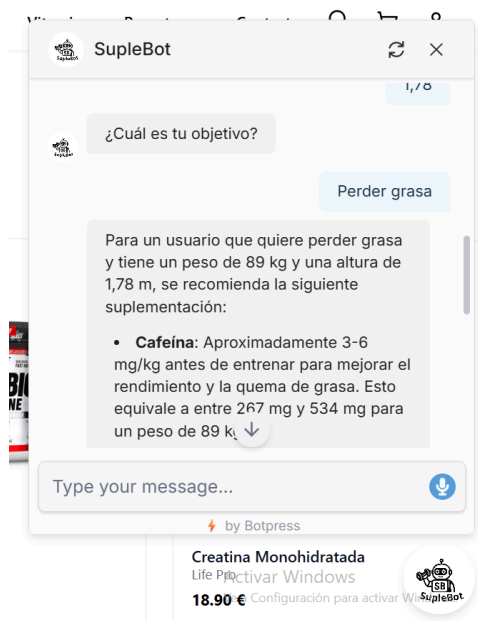 SupleBot
1,78
¿Cuál es tu objetivo?
SupleBot
Perder grasa
Para un usuario que quiere perder grasa
y tiene un peso de 89 kg y una altura de
1,78 m, se recomienda la siguiente
suplementación:
• Cafeína: Aproximadamente 3-6
mg/kg antes de entrenar para mejorar el
rendimiento y la quema de grasa. Esto
equivale a entre 267 mg y 534 mg para
un peso de 89
Type your message...
by Botpress
Creatina Monohidratada
Life Pro
Activar Windows
18.90 €
Configuración para activar
SB
SupleBot